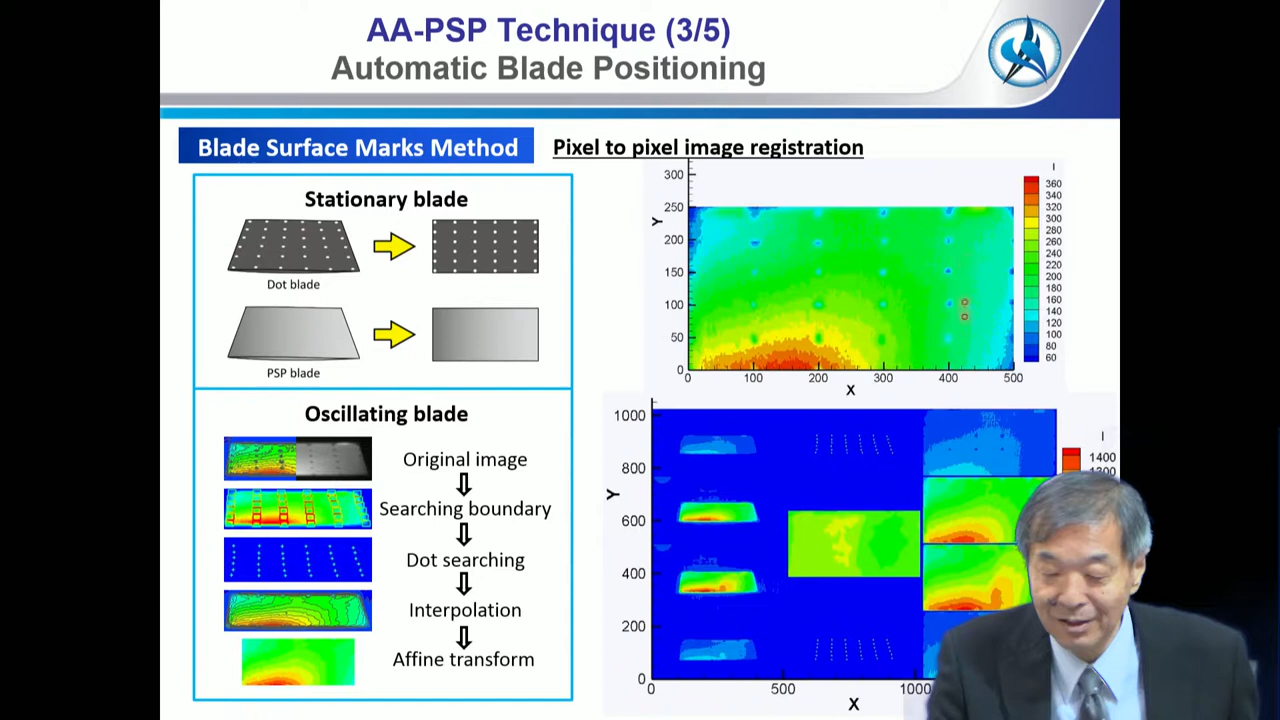 AA-PSP Technique (3/5)
Automatic Blade Positioning
Blade Surface Marks Method
Pixel to pixel image registration
Stationary blade
Dot blade
PSP blade
Oscillating blade
Original image
Searching boundary
Dot searching
Interpolation
Affine transform
300
250
200
150
100
50
0
Y
0
100
200
300
400
500
X
I
360
340
320
300
280
260
240
220
200
180
160
140
120
100
80
60
1000
800
600
400
200
0
Y
0
500
1000
X
I
1400
1300